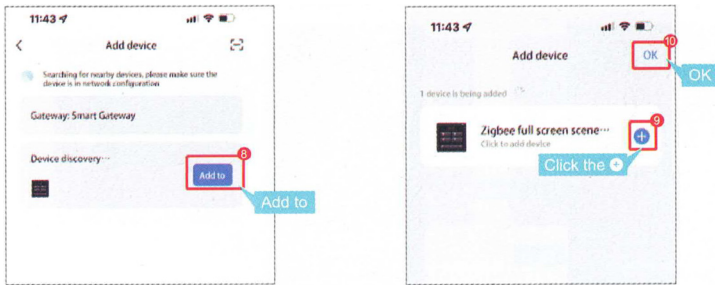 11:43
Add device
Searching for nearby devices, please make sure the
device is in network configuration
Gateway: Smart Gateway
Device discovery···
8
Add to
Add to
11:43
10
Add device
OK
OK
1 device is being added
9
Zigbee full screen scene···
Click to add device
Click the +